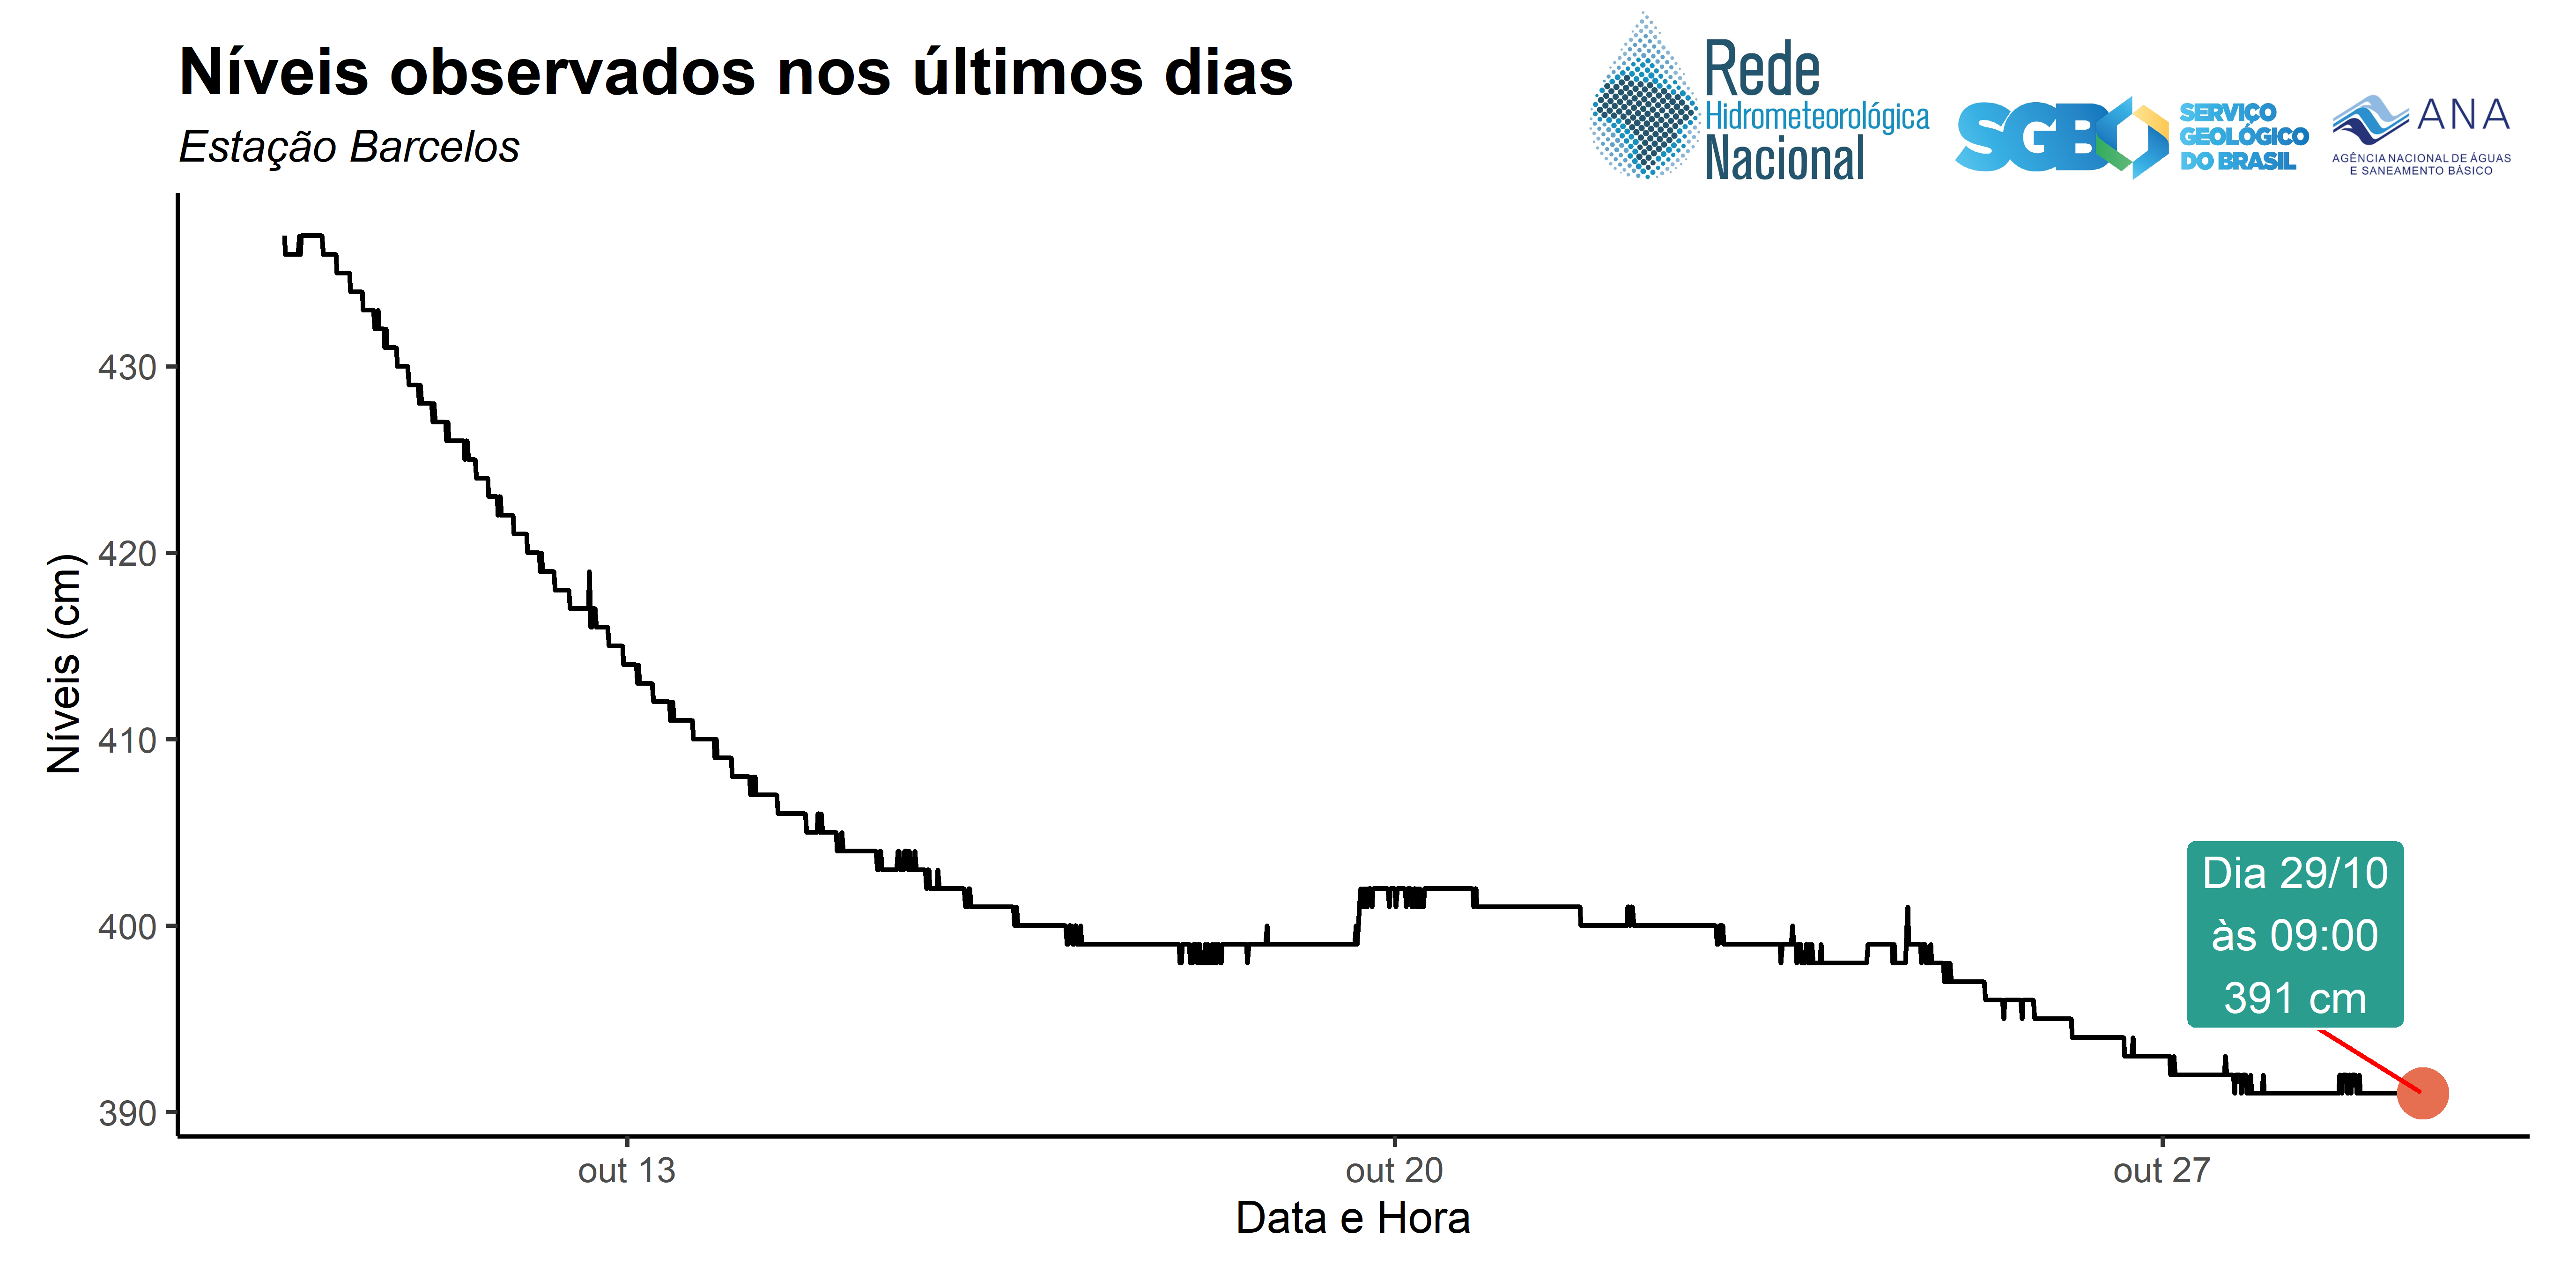 Níveis observados nos últimos dias
Estação Barcelos
Rede
Hidrometeorológica
Nacional
SGB
SERVIÇO
GEOLÓGICO
DO BRASIL
ANA
AGÊNCIA NACIONAL DE ÁGUAS
E SANEAMENTO BÁSICO
Níveis (cm)
430
420
410
400
390
Dia 29/10
às 09:00
391 cm
out 13
out 20
out 27
Data e Hora